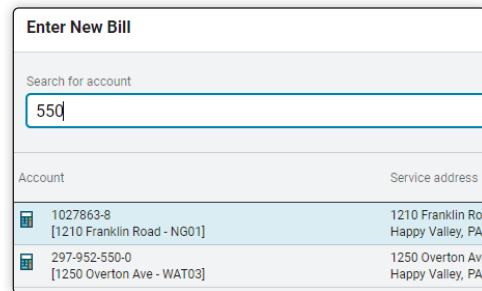 Enter New Bill
Search for account
550
Account Service address
1027863-8 1210 Franklin Ro
[1210 Franklin Road - NG01] Happy Valley, PA
297-952-550-0 1250 Overton Av
[1250 Overton Ave - WAT03] Happy Valley, PA